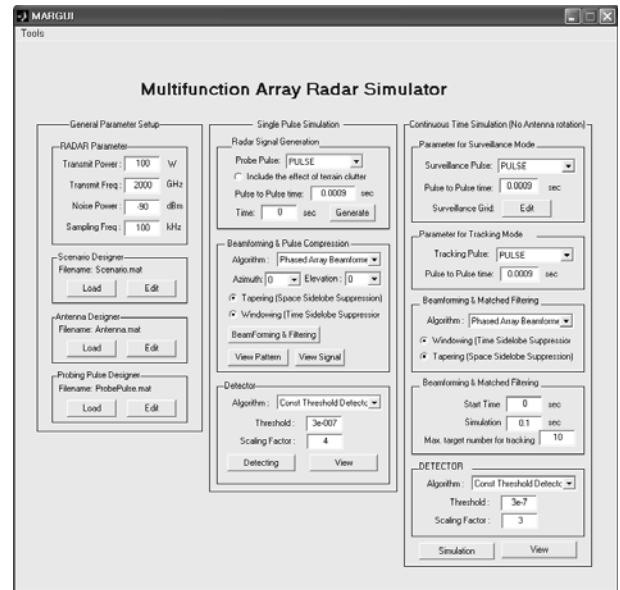 MARGUI
Tools
Multifunction Array Radar Simulator
General Parameter Setup
RADAR Parameter
Transmit Power : 100 W
Transmit Freq : 2000 GHz
Noise Power : -90 dBm
Sampling Freq : 100 kHz
Scenario Designer
Filename: Scenario.mat
Load Edit
Antenna Designer
Filename: Antenna.mat
Load Edit
Probing Pulse Designer
Filename: ProbePulse.mat
Load Edit
Single Pulse Simulation
Radar Signal Generation
Probe Pulse: PULSE
Include the effect of terrain clutter
Pulse to Pulse time: 0.0009 sec
Time: 0 sec Generate
Beamforming & Pulse Compression
Algorithm : Phased Array Beamforme
Azimuth: 0 Elevation : 0
Tapering (Space Sidelobe Suppression)
Windowing (Time Sidelobe Suppressior
BeamForming & Filtering
View Pattern View Signal
Detector
Algorithm : Const Threshold Detectc
Threshold : 3e-007
Scaling Factor : 4
Detecting View
Continuous Time Simulation (No Antenna rotation)
Parameter for Surveillance Mode
Surveillance Pulse: PULSE
Pulse to Pulse time: 0.0009 sec
Surveillance Grid: Edit
Parameter for Tracking Mode
Tracking Pulse: PULSE
Pulse to Pulse time: 0.0009 sec
Beamforming & Matched Filtering
Algorithm : Phased Array Beamforme
Windowing (Time Sidelobe Suppressior
Tapering (Space Sidelobe Suppression)
Beamforming & Matched Filtering
Start Time 0 sec
Simulation 0.1 sec
Max. target number for tracking 10
DETECTOR
Algorithm : Const Threshold Detectc
Threshold : 3e-7
Scaling Factor : 3
Simulation View